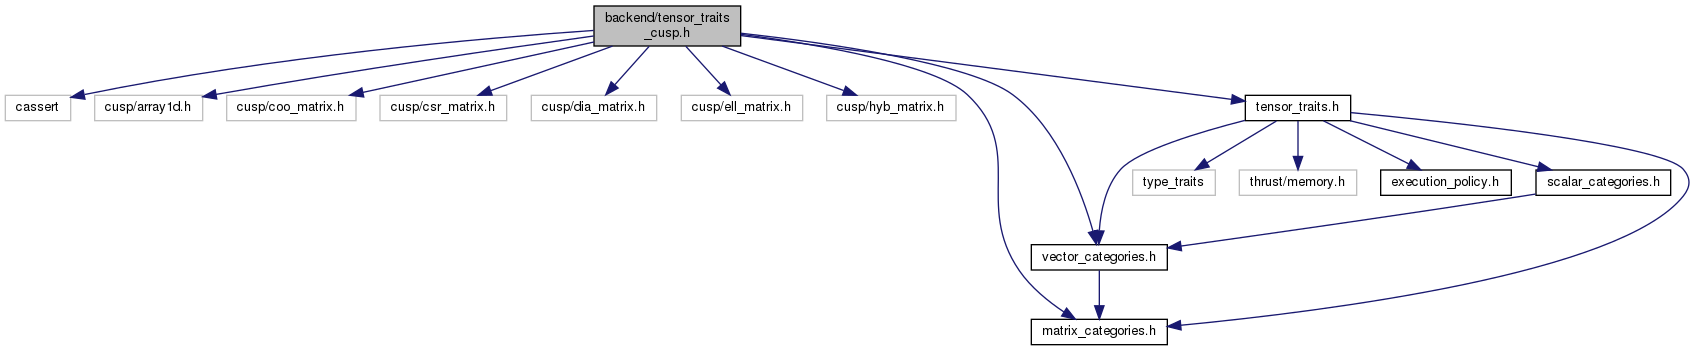 backend/tensor_traits
_cusp.h
cassert
cusp/array1d.h
cusp/coo_matrix.h
cusp/csr_matrix.h
cusp/dia_matrix.h
cusp/ell_matrix.h
cusp/hyb_matrix.h
tensor_traits.h
type_traits
thrust/memory.h
execution_policy.h
scalar_categories.h
vector_categories.h
matrix_categories.h